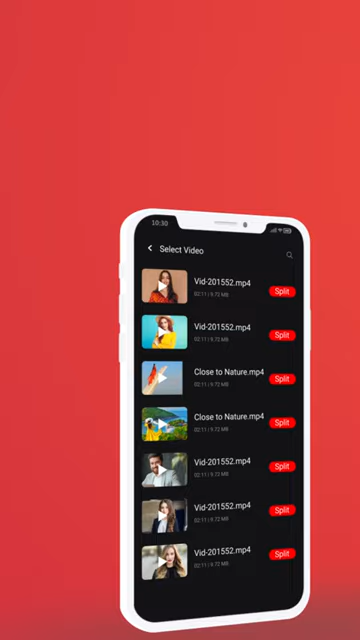 10:30
Select Video
Vid-201552.mp4
02:11 | 9.72 MB
Split
Vid-201552.mp4
02:11 | 9.72 MB
Split
Close to Nature.mp4
02:11 | 9.72 MB
Split
Close to Nature.mp4
02:11 | 9.72 MB
Split
Vid-201552.mp4
02:11 | 9.72 MB
Split
Vid-201552.mp4
02:11 | 9.72 MB
Split
Vid-201552.mp4
02:11 | 9.72 MB
Split